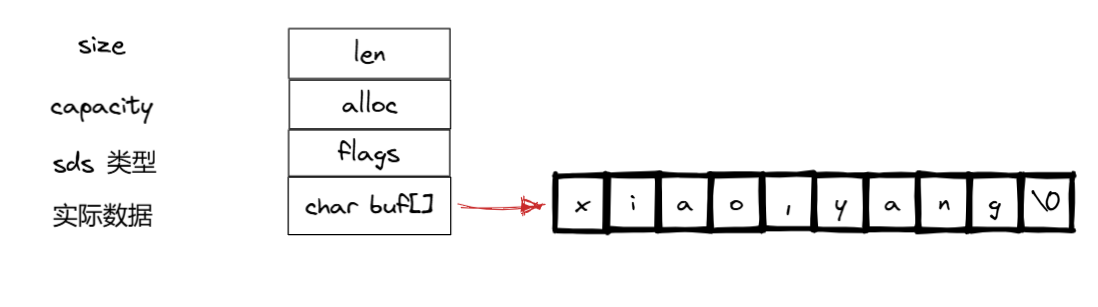 size len
capacity alloc
sds 类型 flags
实际数据 char buf[] x i a o , y a n g \0